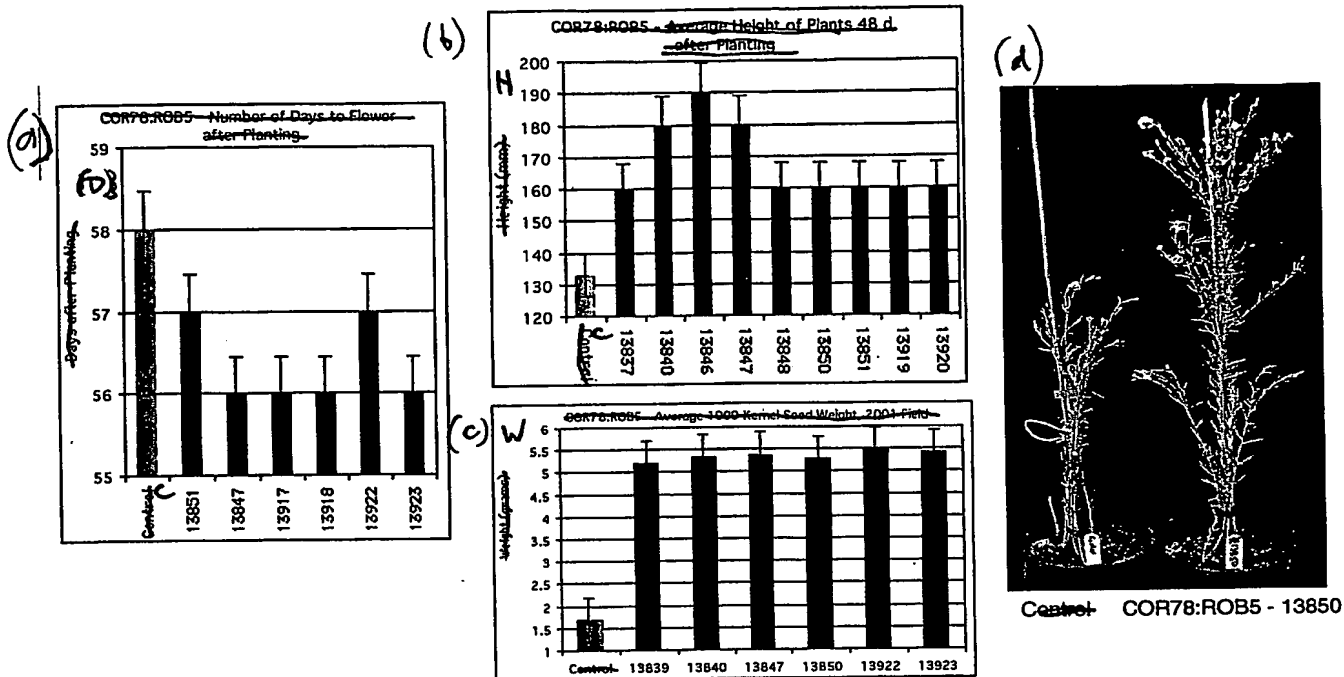 (a)
COR78:ROB5 - Number of Days to Flower
after Planting
59
58
57
56
55
Days after Planting
Control
C
13851
13847
13917
13918
13922
13923
(b)
COR78:ROB5 - Average Height of Plants 48 d
after Planting
H
200
190
180
170
160
150
140
130
120
Height (mm)
Control
C
13837
13840
13846
13847
13848
13850
13851
13919
13920
(c)
W
COR78:ROB5 - Average 1000 Kernel Seed Weight, 2001 Field
6
5.5
5
4.5
4
3.5
3
2.5
2
1.5
1
Weight (gram)
Control 13839 13840 13847 13850 13922 13923
(d)
Control COR78:ROB5 - 13850